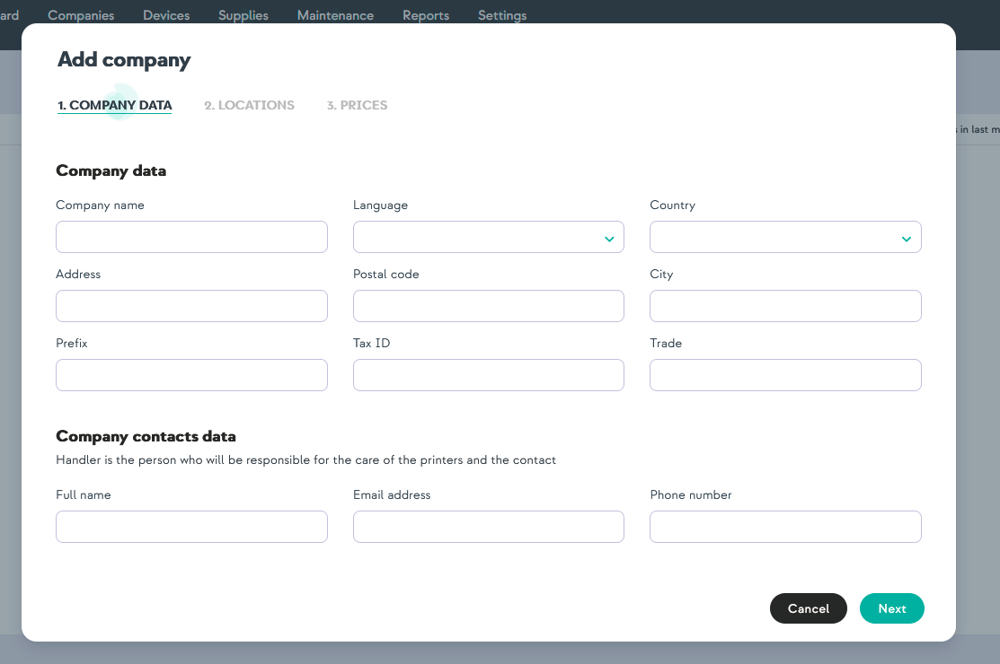 ard Companies Devices Supplies Maintenance Reports Settings
Add company
1. COMPANY DATA 2. LOCATIONS 3. PRICES
s in last m
Company data
Company name Language Country
Address Postal code City
Prefix Tax ID Trade
Company contacts data
Handler is the person who will be responsible for the care of the printers and the contact
Full name Email address Phone number
Cancel Next